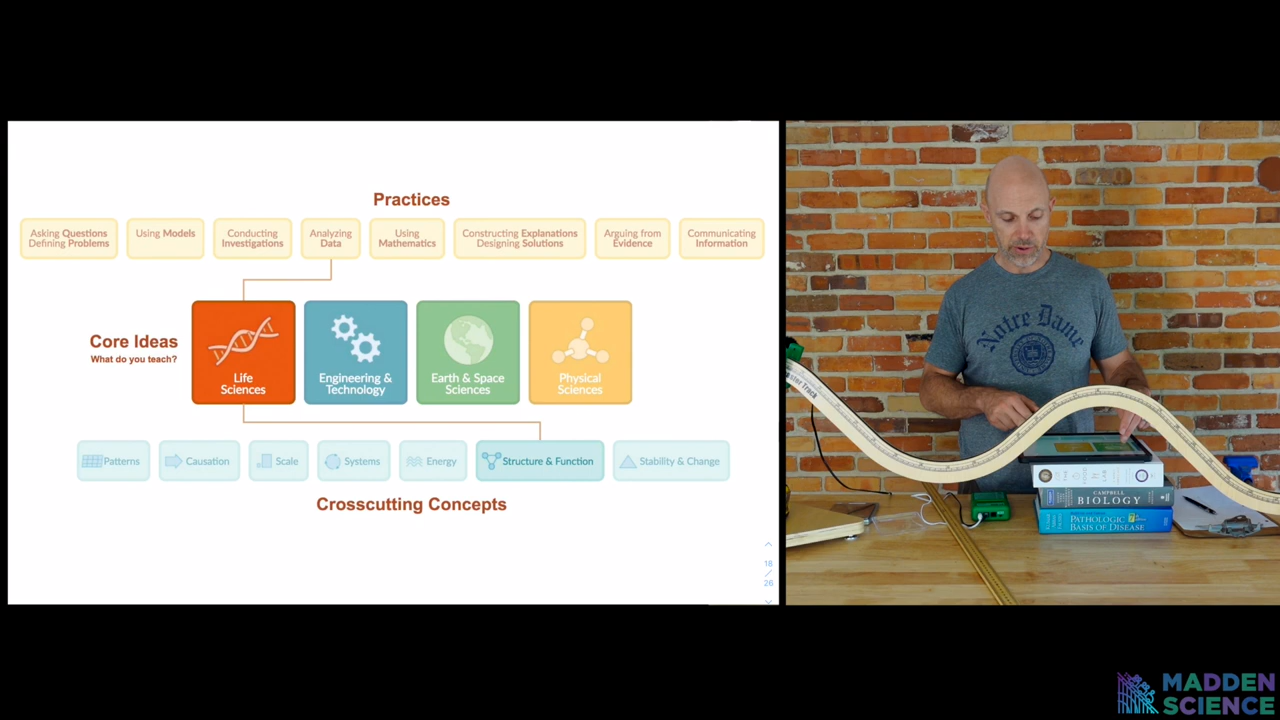 Practices
Asking Questions
Defining Problems
Using Models
Conducting
Investigations
Analyzing
Data
Using
Mathematics
Constructing Explanations
Designing Solutions
Arguing from
Evidence
Communicating
Information
Core Ideas
What do you teach?
Life
Sciences
Engineering &
Technology
Earth & Space
Sciences
Physical
Sciences
Patterns
Causation
Scale
Systems
Energy
Structure & Function
Stability & Change
Crosscutting Concepts
18
/
26
Notre Dame
Track
CAMPBELL
BIOLOGY
PATHOLOGIC
BASIS OF DISEASE
MADDEN
SCIENCE